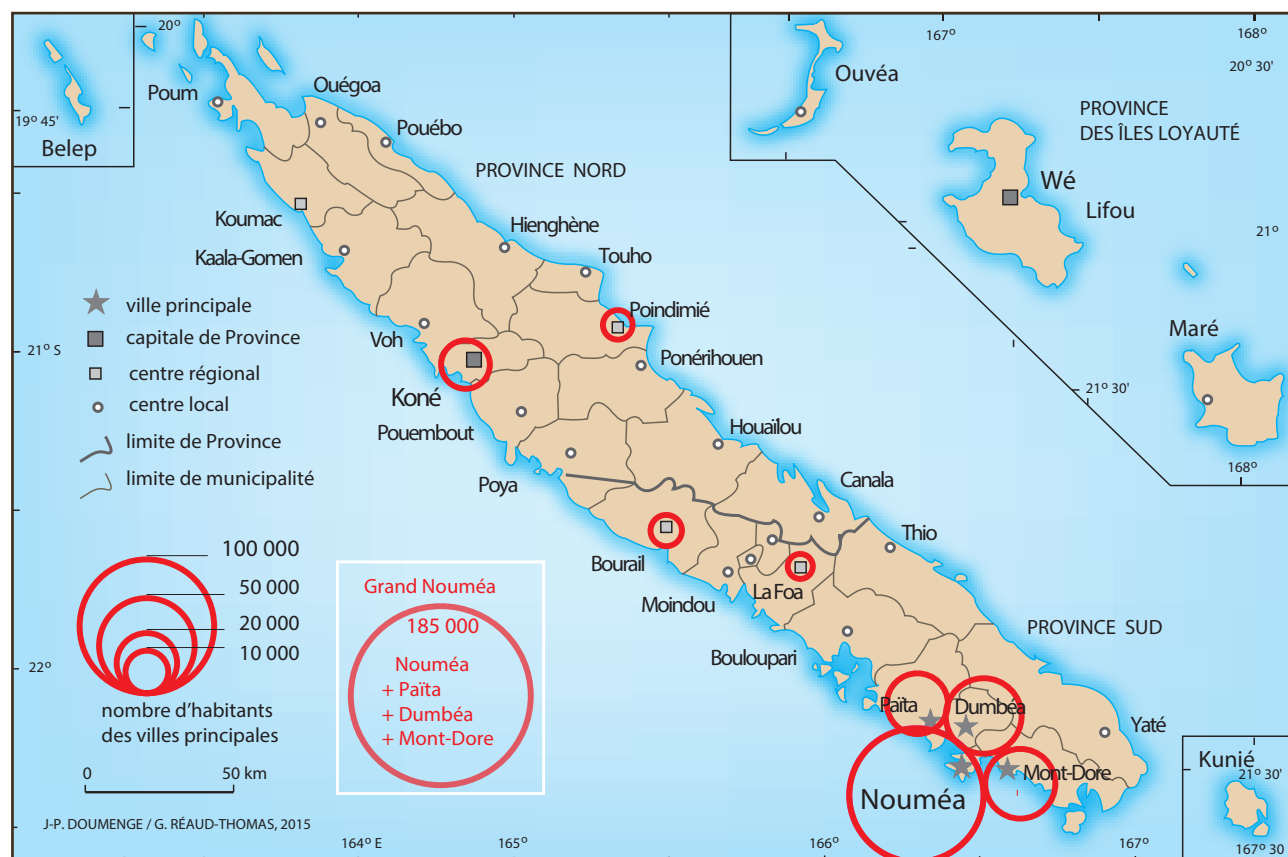 20°
19° 45'
Belep
Poum
Ouégoa
Pouébo
PROVINCE NORD
Koumac
Kaala-Gomen
Hienghène
Touho
Poindimié
Ponérihouen
Voh
Koné
Pouembout
Poya
Houaïlou
Canala
Thio
Bourail
Moindou
La Foa
Bouloupari
PROVINCE SUD
Païta
Dumbéa
Yaté
Mont-Dore
Nouméa
Ouvéa
167°
168°
20° 30'
PROVINCE
DES ÎLES LOYAUTÉ
Wé
Lifou
21°
Maré
21° 30'
168°
Kunié
21° 30'
167° 30
ville principale
capitale de Province
21° S
centre régional
centre local
limite de Province
limite de municipalité
100 000
50 000
20 000
10 000
22°
nombre d'habitants
des villes principales
0 50 km
Grand Nouméa
185 000
Nouméa
+ Païta
+ Dumbéa
+ Mont-Dore
J-P. DOUMENGE / G. RÉAUD-THOMAS, 2015
164° E
165°
166°
167°